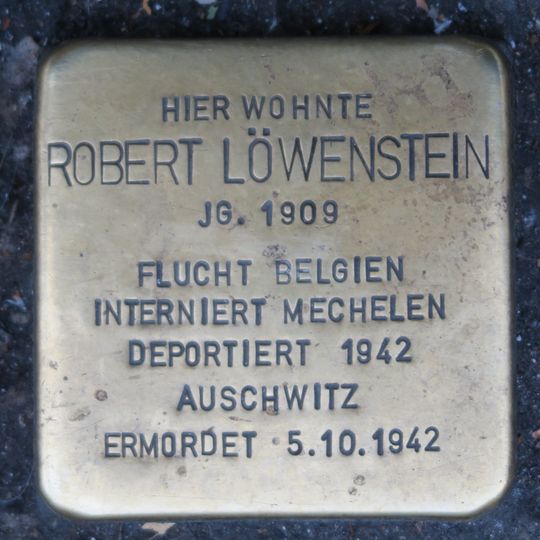 HIER WOHNTE
ROBERT LÖWENSTEIN
JG. 1909
FLUCHT BELGIEN
INTERNIERT MECHELEN
DEPORTIERT 1942
AUSCHWITZ
ERMORDET 5.10.1942